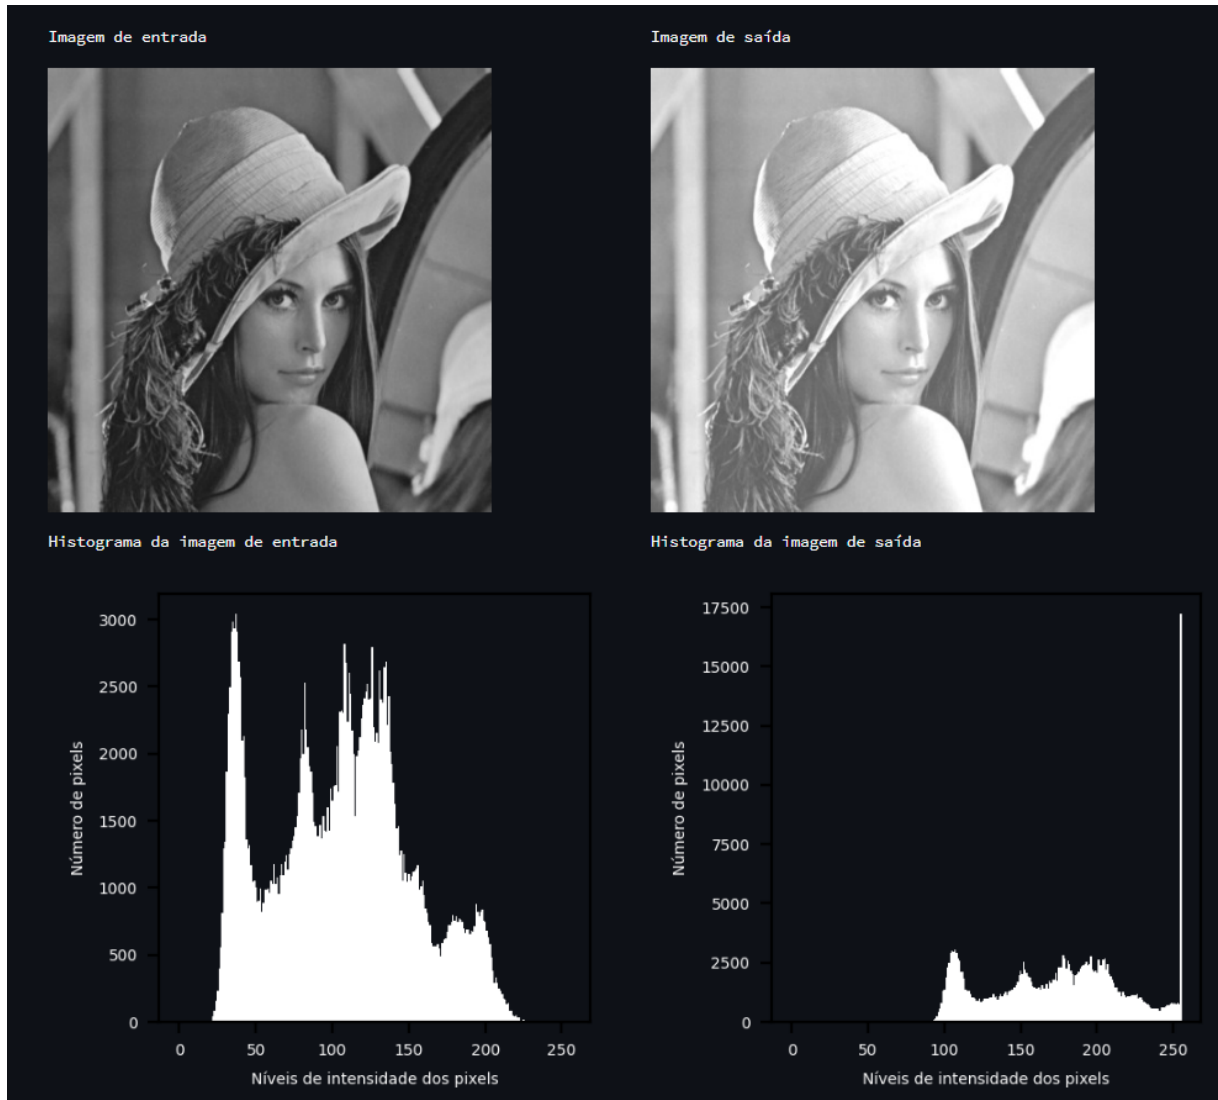 Imagem de entrada
Imagem de saída
Histograma da imagem de entrada
Histograma da imagem de saída
3000
2500
2000
1500
1000
500
0
Número de pixels
0 50 100 150 200 250
Níveis de intensidade dos pixels
17500
15000
12500
10000
7500
5000
2500
0
Número de pixels
0 50 100 150 200 250
Níveis de intensidade dos pixels